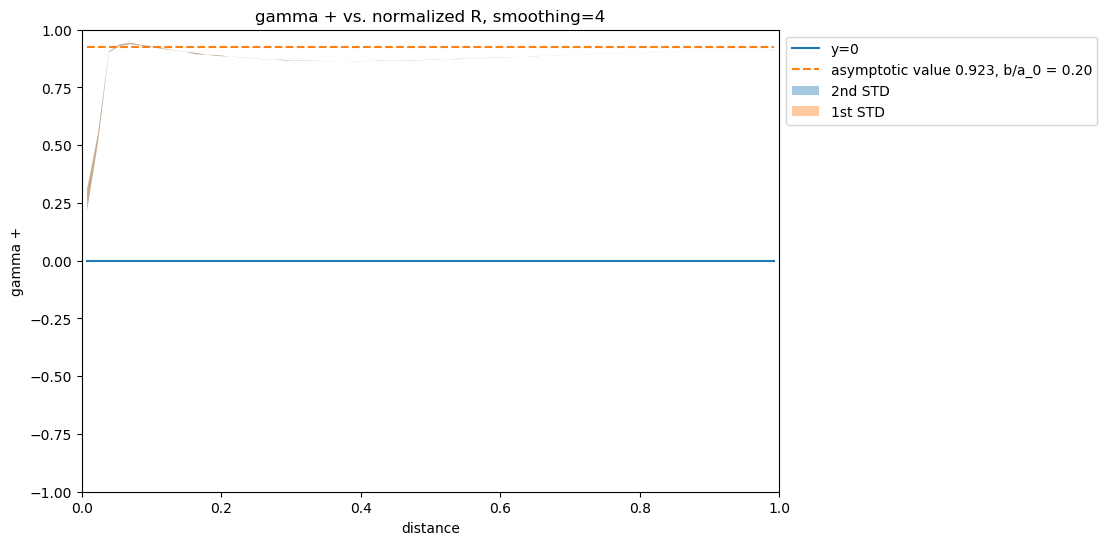 gamma + vs. normalized R, smoothing=4
1.00
0.75
0.50
0.25
0.00
−0.25
−0.50
−0.75
−1.00
gamma +
0.0
0.2
0.4
0.6
0.8
1.0
distance
y=0
asymptotic value 0.923, b/a_0 = 0.20
2nd STD
1st STD